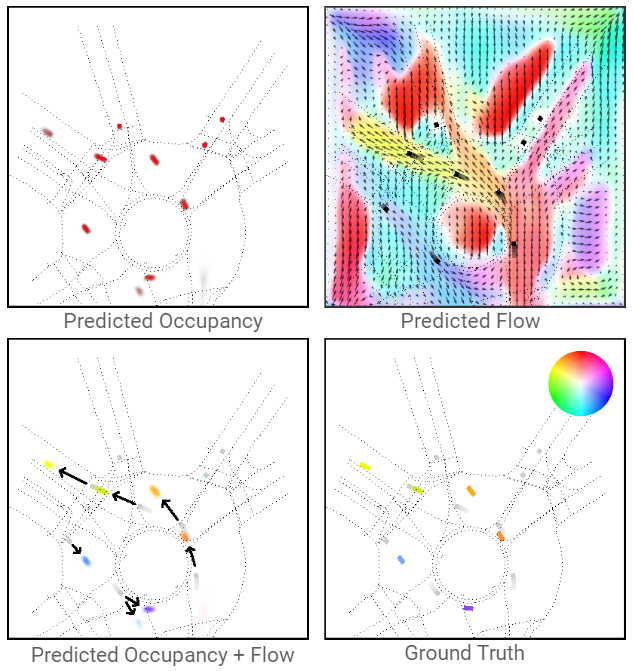 Predicted Occupancy
Predicted Flow
Predicted Occupancy + Flow
Ground Truth